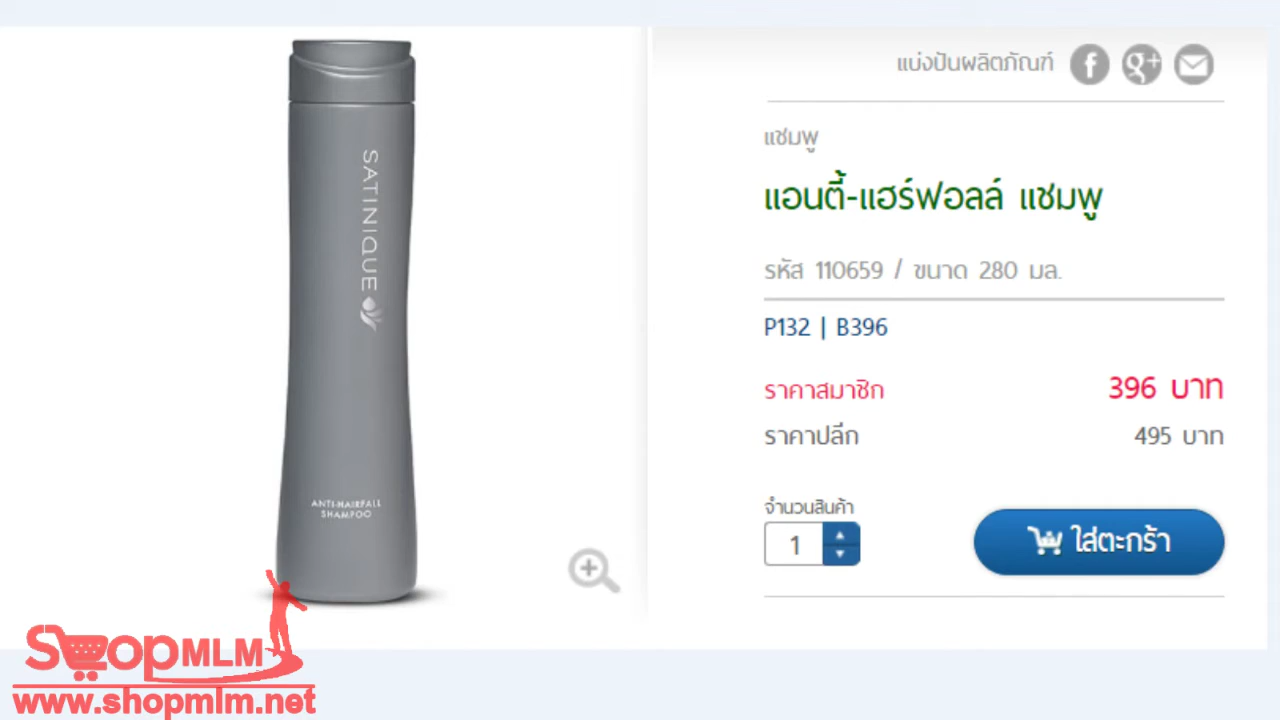 แบ่งปันผลิตภัณฑ์ f g+
แชมพู
แอนตี้-แฮร์ฟอลล์ แชมพู
รหัส 110659 / ขนาด 280 มล.
P132 | B396
ราคาสมาชิก 396 บาท
ราคาปลีก 495 บาท
จำนวนสินค้า
1
ใส่ตะกร้า
SATINIQUE
ANTI-HAIRFALL
SHAMPOO
ShopMLM
www.shopmlm.net